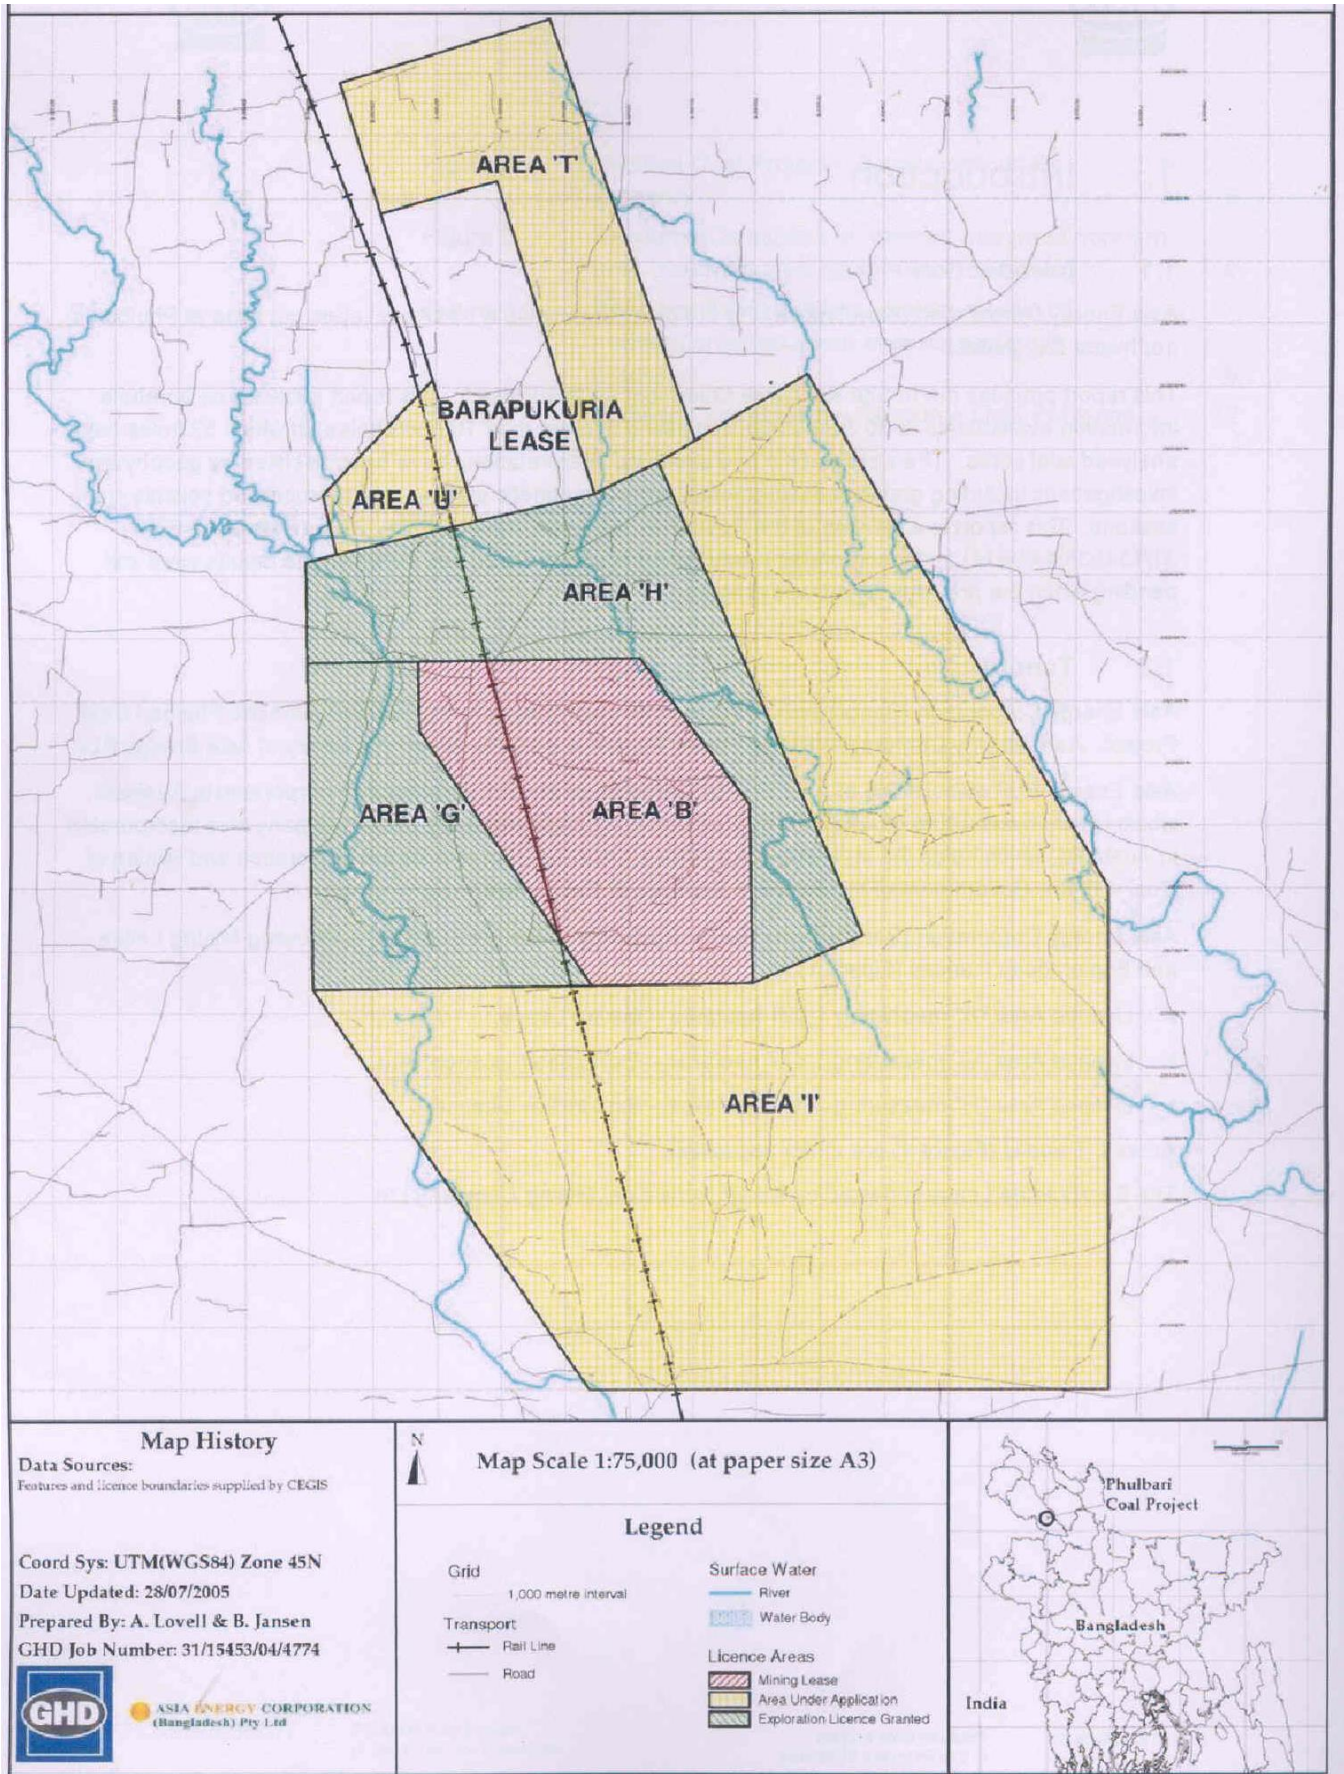 AREA 'T'
BARAPUKURIA
LEASE
AREA 'U'
AREA 'H'
AREA 'G'
AREA 'B'
AREA 'I'
Map History
Data Sources:
Features and licence boundaries supplied by CEGIS
Coord Sys: UTM(WGS84) Zone 45N
Date Updated: 28/07/2005
Prepared By: A. Lovell & B. Jansen
GHD Job Number: 31/15453/04/4774
GHD
ASIA ENERGY CORPORATION
(Bangladesh) Pty Ltd
N
Map Scale 1:75,000 (at paper size A3)
Legend
Grid
1,000 metre interval
Transport
Rail Line
Road
Surface Water
River
Water Body
Licence Areas
Mining Lease
Area Under Application
Exploration Licence Granted
Phulbari
Coal Project
Bangladesh
India